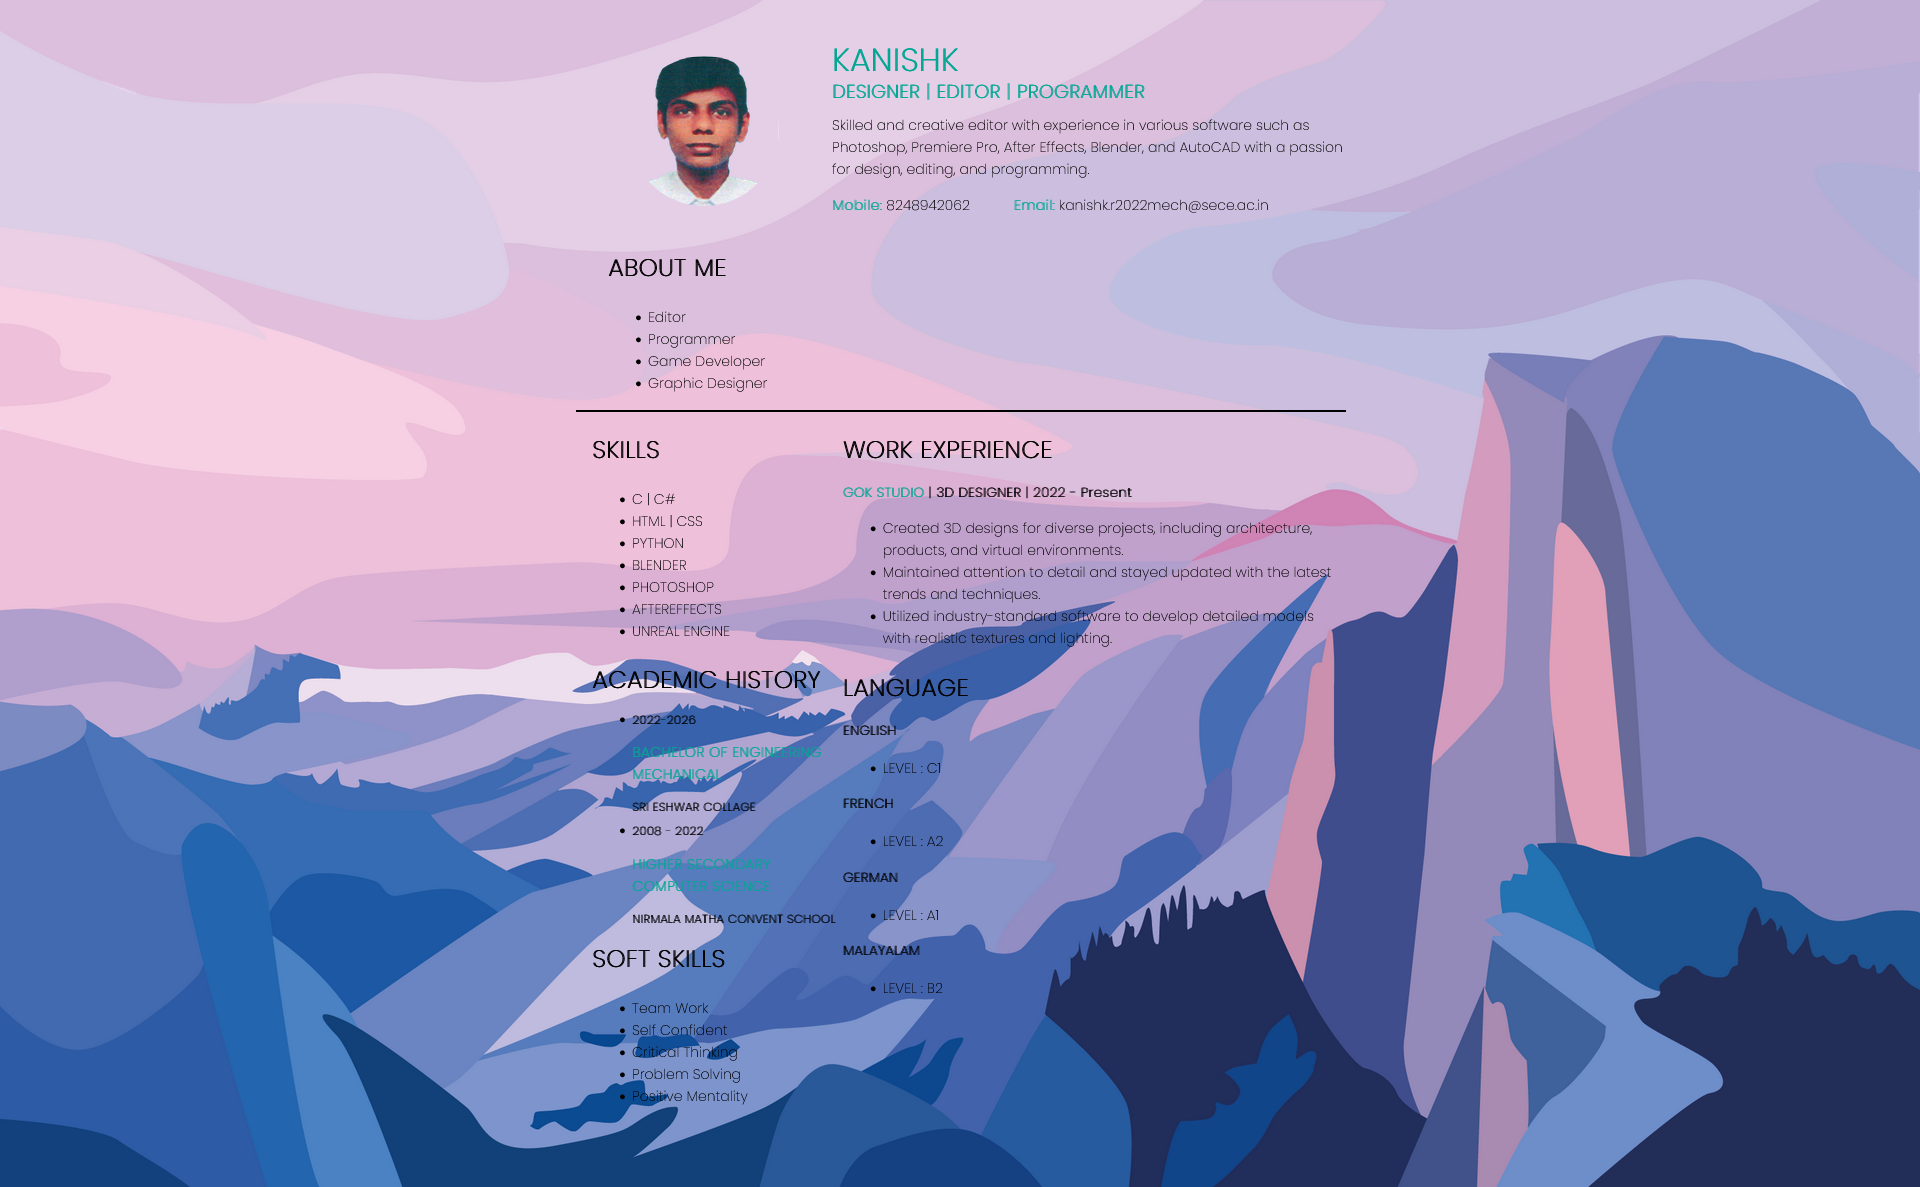 KANISHK
DESIGNER | EDITOR | PROGRAMMER
Skilled and creative editor with experience in various software such as
Photoshop, Premiere Pro, After Effects, Blender, and AutoCAD with a passion
for design, editing, and programming.
Mobile: 8248942062 Email: kanishk.r2022mech@sece.ac.in
ABOUT ME
• Editor
• Programmer
• Game Developer
• Graphic Designer
SKILLS
• C | C#
• HTML | CSS
• PYTHON
• BLENDER
• PHOTOSHOP
• AFTEREFFECTS
• UNREAL ENGINE
ACADEMIC HISTORY
• 2022-2026
BACHELOR OF ENGINEERING
MECHANICAL
SRI ESHWAR COLLAGE
• 2008 - 2022
HIGHER SECONDARY
COMPUTER SCIENCE
NIRMALA MATHA CONVENT SCHOOL
SOFT SKILLS
• Team Work
• Self Confident
• Critical Thinking
• Problem Solving
• Positive Mentality
WORK EXPERIENCE
GOK STUDIO | 3D DESIGNER | 2022 - Present
• Created 3D designs for diverse projects, including architecture,
products, and virtual environments.
• Maintained attention to detail and stayed updated with the latest
trends and techniques.
• Utilized industry-standard software to develop detailed models
with realistic textures and lighting.
LANGUAGE
ENGLISH
• LEVEL : C1
FRENCH
• LEVEL : A2
GERMAN
• LEVEL : A1
MALAYALAM
• LEVEL : B2